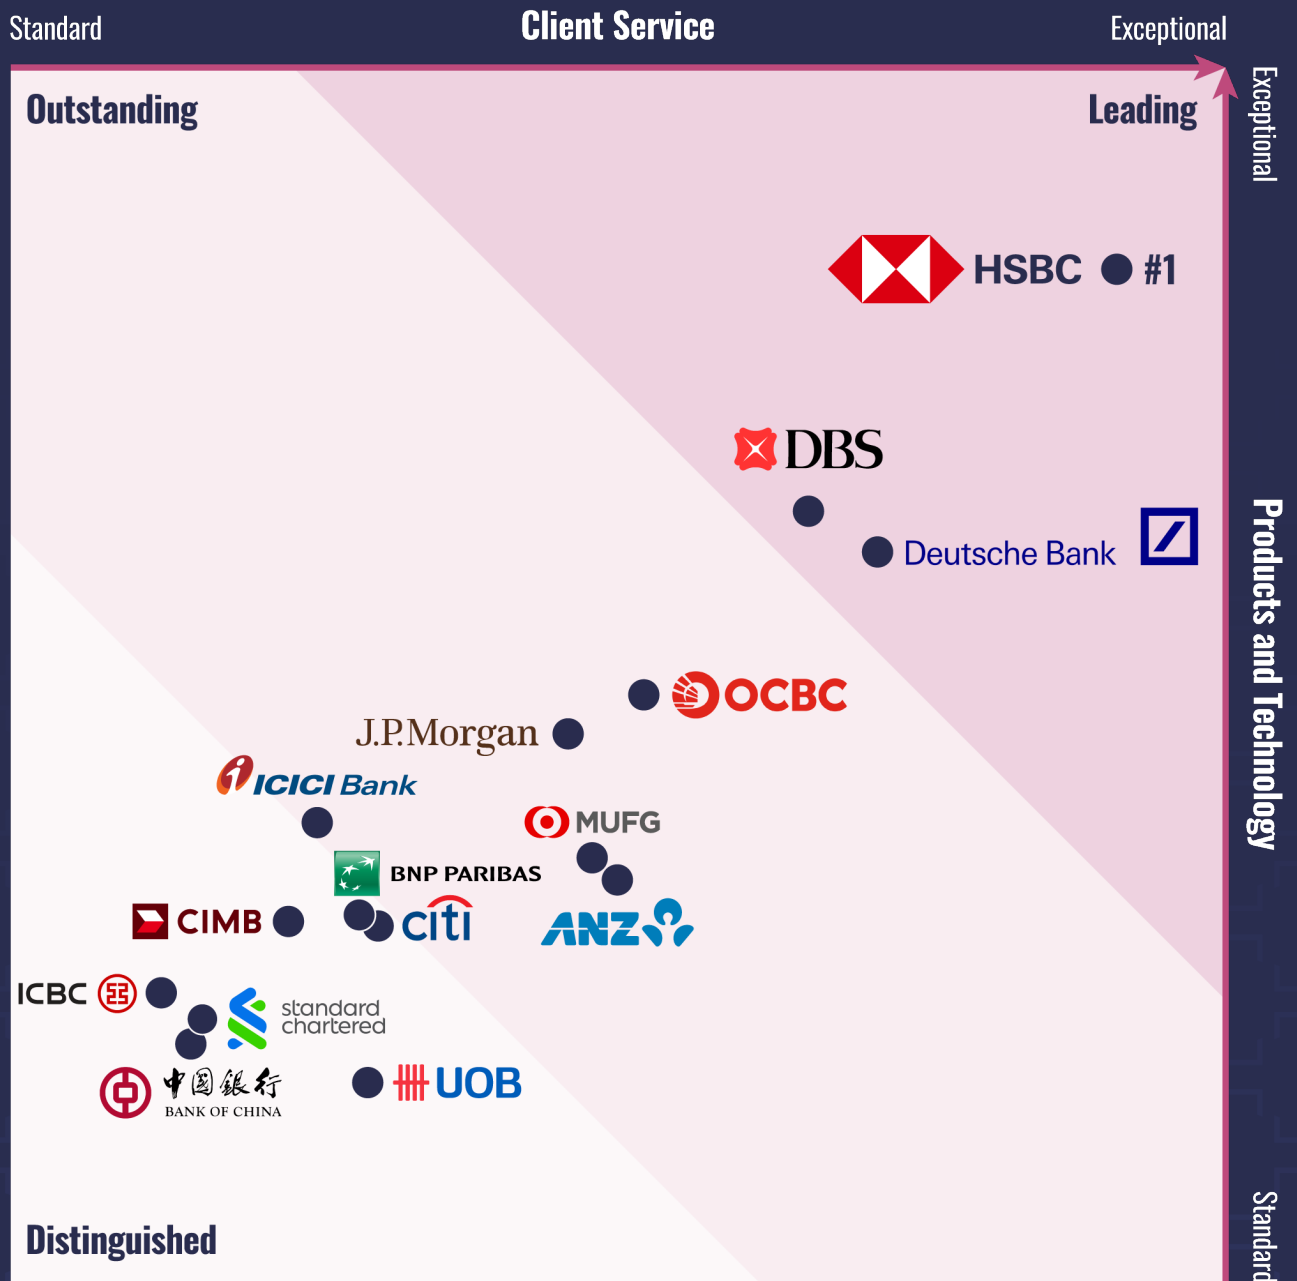 Standard
Client Service
Exceptional
Exceptional
Outstanding
Leading
HSBC
#1
DBS
Deutsche Bank
Products and Technology
OCBC
J.P.Morgan
ICICI Bank
MUFG
BNP PARIBAS
CIMB
citi
ANZ
ICBC
standard
chartered
中国銀行
BANK OF CHINA
UOB
Distinguished
Standard